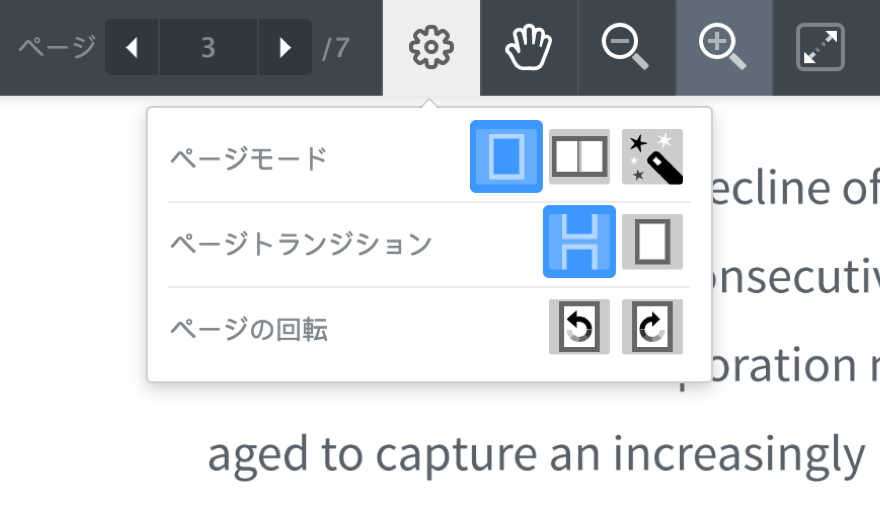 ページ 3 /7
ページモード
ページトランジション
ページの回転
ecline of
onsecutiv
oration
aged to capture an increasingly